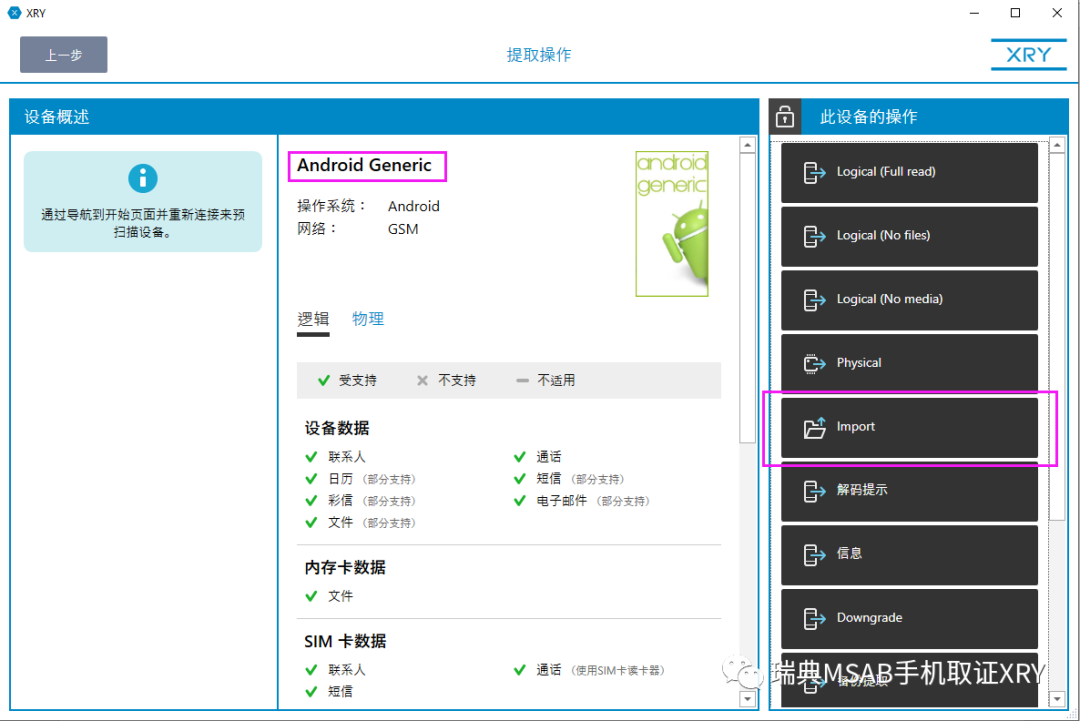 XRY
上一步
提取操作
XRY
设备概述
此设备的操作
通过导航到开始页面并重新连接来预
扫描设备。
Android Generic
操作系统： Android
网络： GSM
android
generic
逻辑 物理
受支持 不支持 不适用
设备数据
联系人 通话
日历 (部分支持) 短信 (部分支持)
彩信 (部分支持) 电子邮件 (部分支持)
文件 (部分支持)
内存卡数据
文件
SIM 卡数据
联系人 通话 (使用SIM卡读卡器)
短信
Logical (Full read)
Logical (No files)
Logical (No media)
Physical
Import
解码提示
信息
Downgrade
瑞典MSAB手机取证XRY